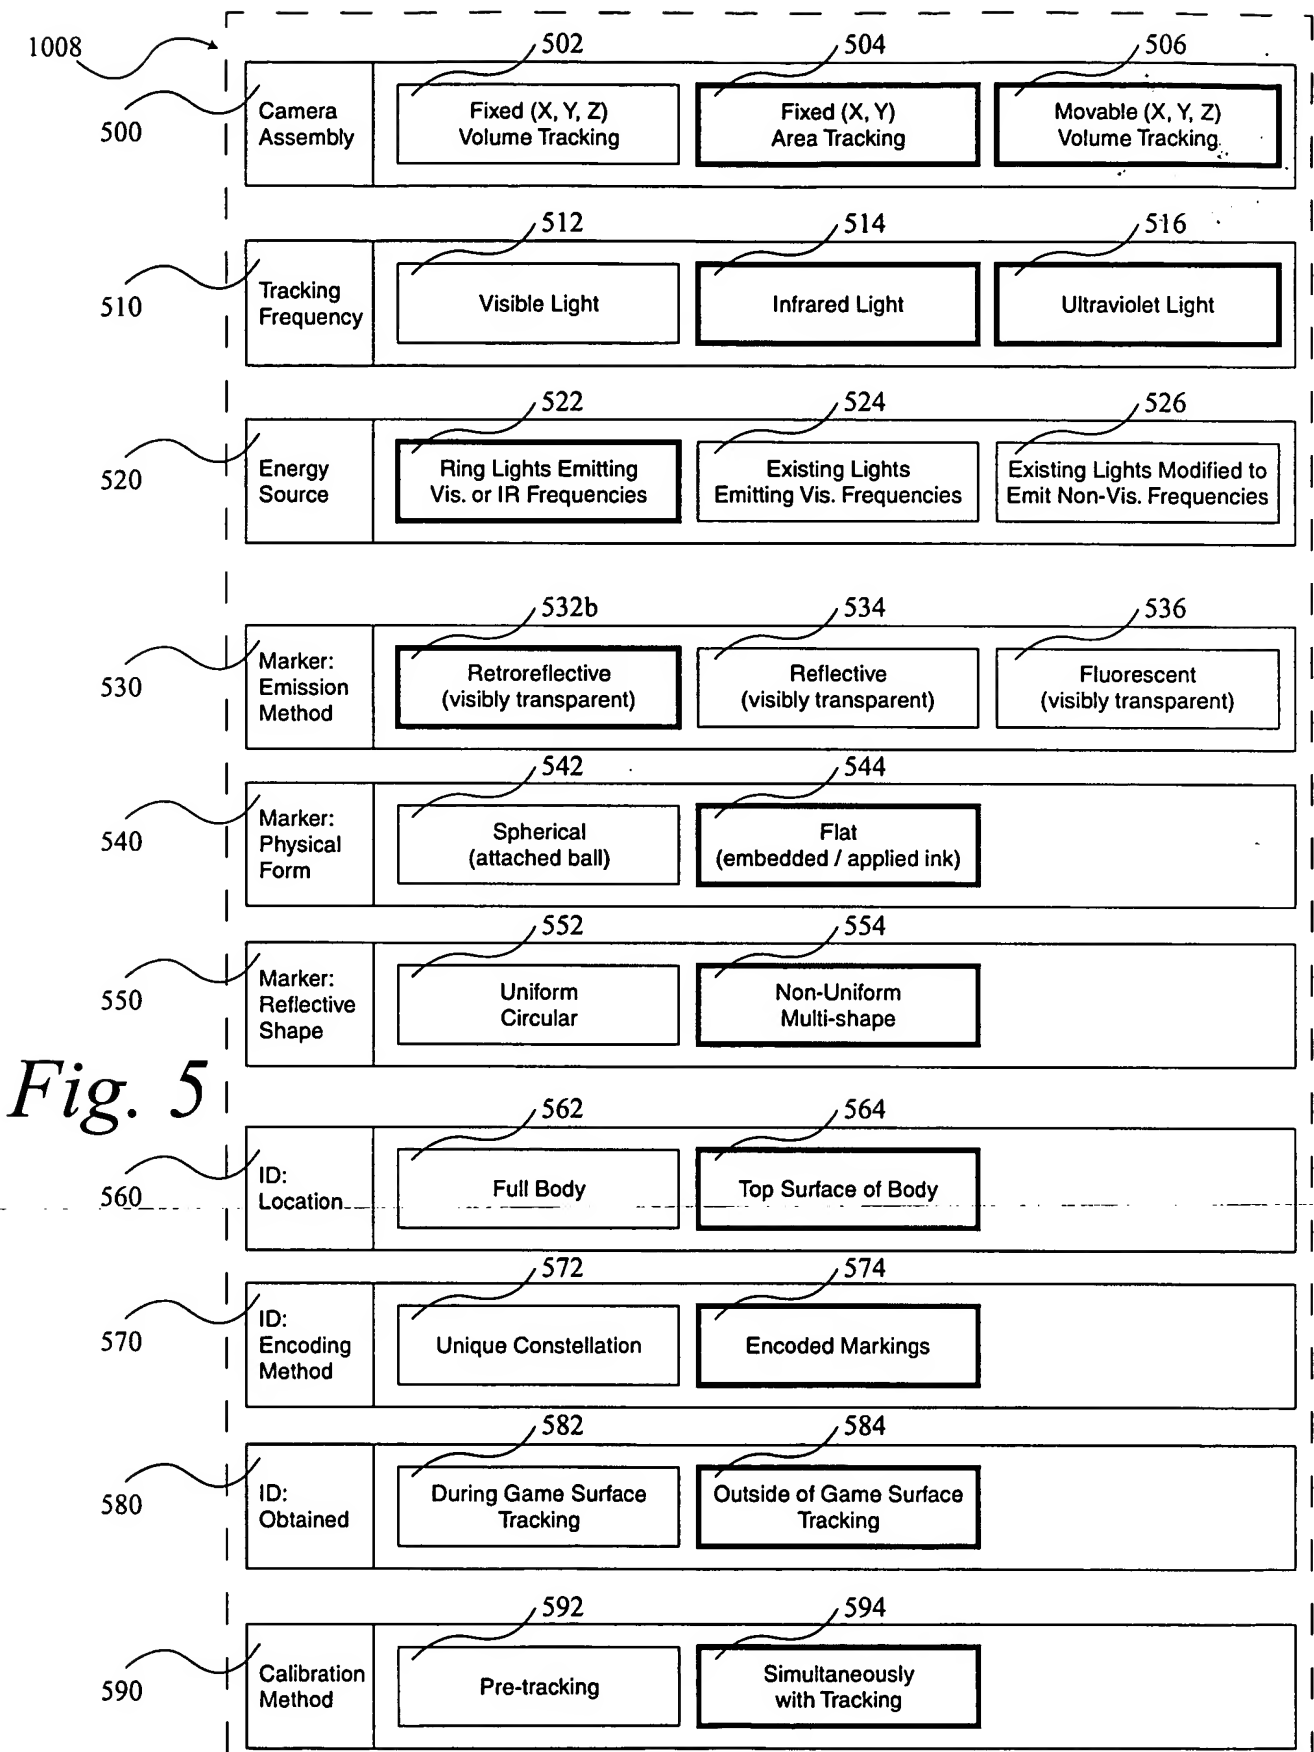 1008
502
504
506
500
Camera
Assembly
Fixed (X, Y, Z)
Volume Tracking
Fixed (X, Y)
Area Tracking
Movable (X, Y, Z)
Volume Tracking
512
514
516
510
Tracking
Frequency
Visible Light
Infrared Light
Ultraviolet Light
522
524
526
520
Energy
Source
Ring Lights Emitting
Vis. or IR Frequencies
Existing Lights
Emitting Vis. Frequencies
Existing Lights Modified to
Emit Non-Vis. Frequencies
532b
534
536
530
Marker:
Emission
Method
Retroreflective
(visibly transparent)
Reflective
(visibly transparent)
Fluorescent
(visibly transparent)
542
544
540
Marker:
Physical
Form
Spherical
(attached ball)
Flat
(embedded / applied ink)
552
554
550
Marker:
Reflective
Shape
Uniform
Circular
Non-Uniform
Multi-shape
Fig. 5
562
564
560
ID:
Location
Full Body
Top Surface of Body
572
574
570
ID:
Encoding
Method
Unique Constellation
Encoded Markings
582
584
580
ID:
Obtained
During Game Surface
Tracking
Outside of Game Surface
Tracking
592
594
590
Calibration
Method
Pre-tracking
Simultaneously
with Tracking